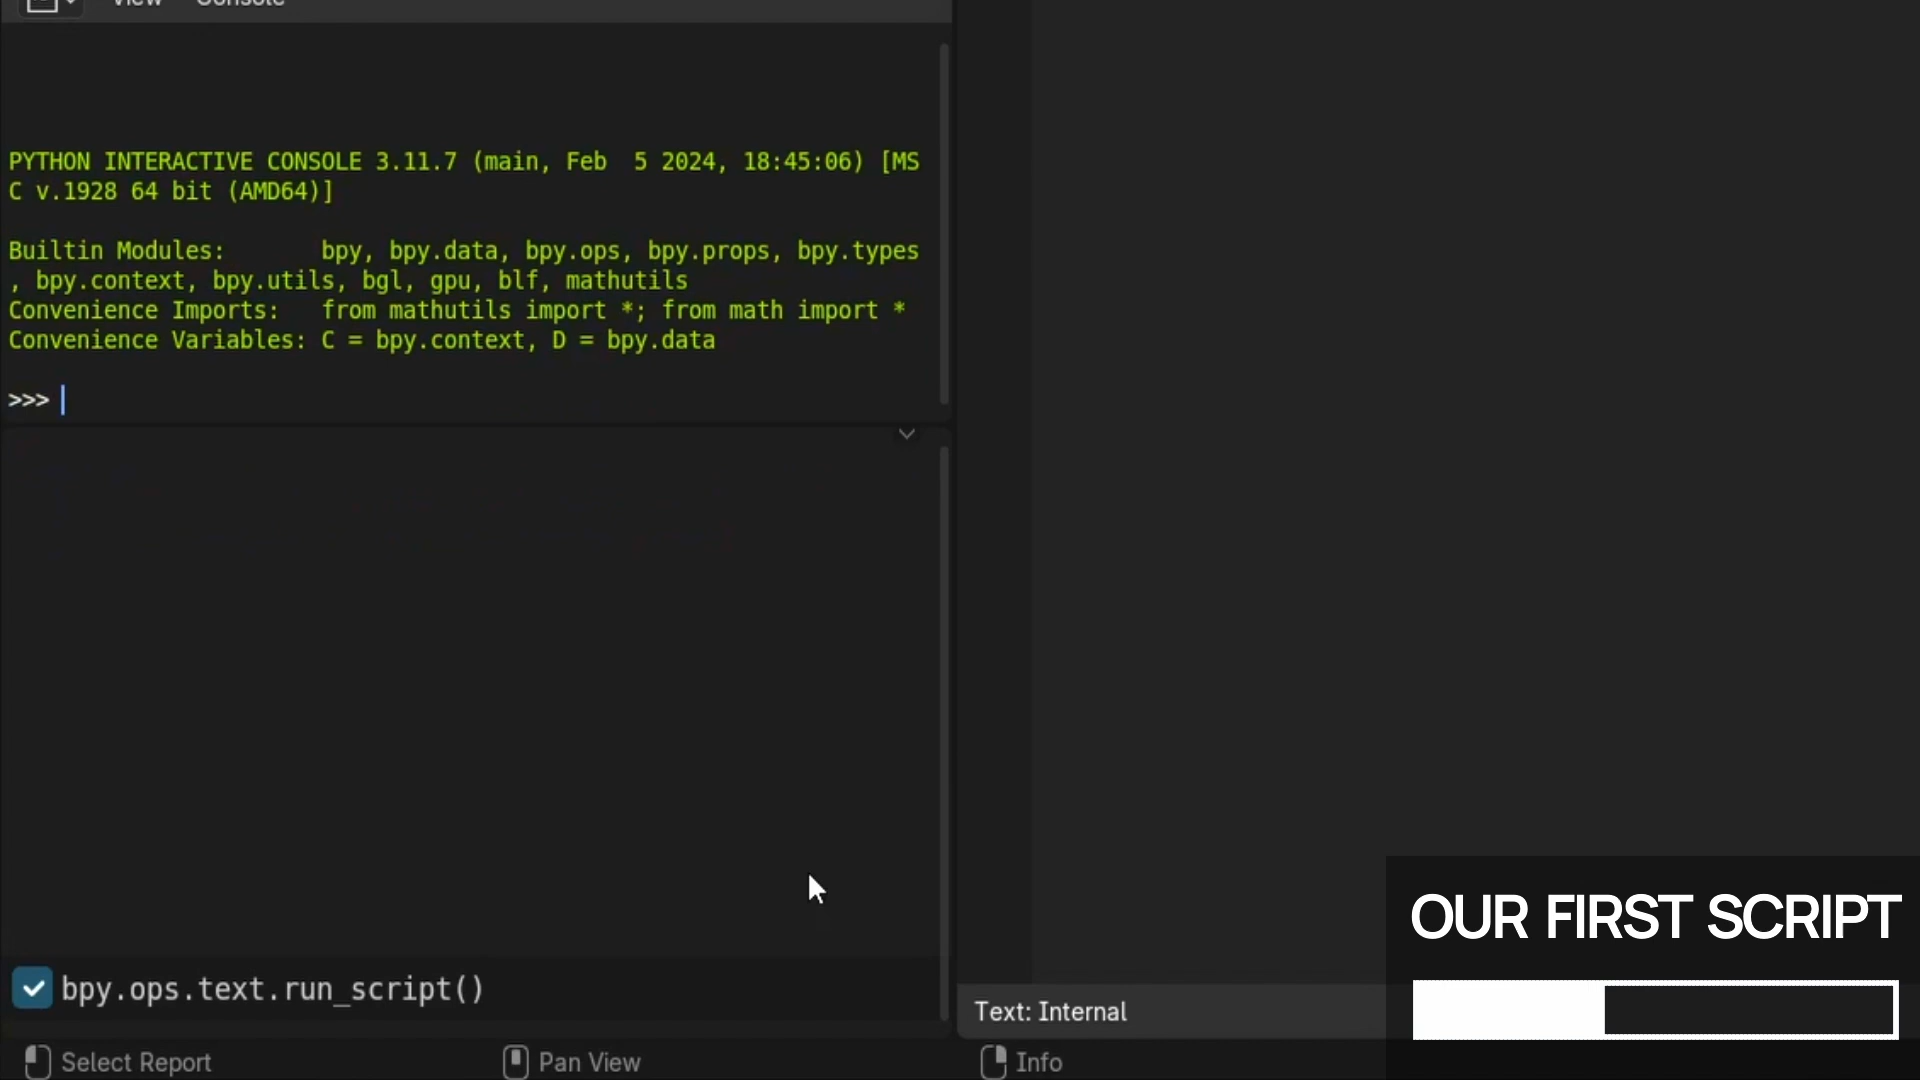 View Console
PYTHON INTERACTIVE CONSOLE 3.11.7 (main, Feb  5 2024, 18:45:06) [MS
C v.1928 64 bit (AMD64)]
Builtin Modules:       bpy, bpy.data, bpy.ops, bpy.props, bpy.types
, bpy.context, bpy.utils, bgl, gpu, blf, mathutils
Convenience Imports:   from mathutils import *; from math import *
Convenience Variables: C = bpy.context, D = bpy.data
>>>
bpy.ops.text.run_script()
Text: Internal
OUR FIRST SCRIPT
Select Report
Pan View
Info